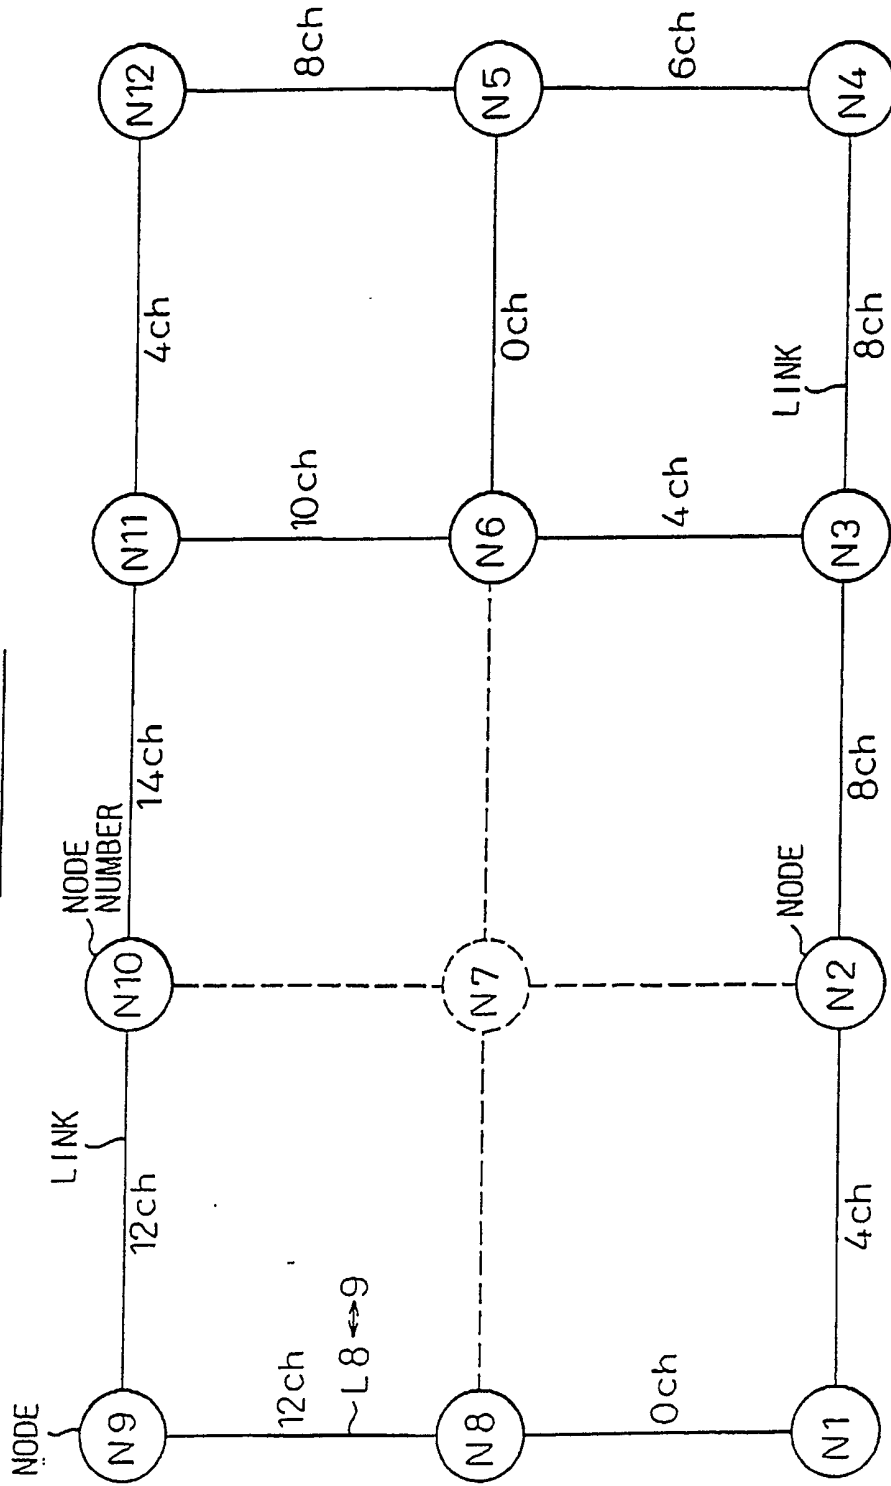 NODE
LINK
NODE
NUMBER
N9
12ch
N10
14ch
N11
4ch
N12
12ch
L8↔9
10ch
8ch
N8
N7
N6
0ch
N5
0ch
4ch
6ch
NODE
LINK
N1
4ch
N2
8ch
N3
8ch
N4